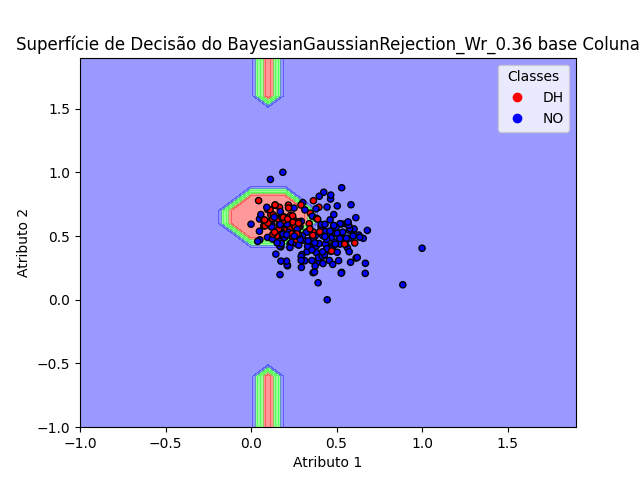 Superfície de Decisão do BayesianGaussianRejection_Wr_0.36 base Coluna
Classes
DH
NO
Atributo 2
1.5
1.0
0.5
0.0
−0.5
−1.0
−1.0 −0.5 0.0 0.5 1.0 1.5
Atributo 1